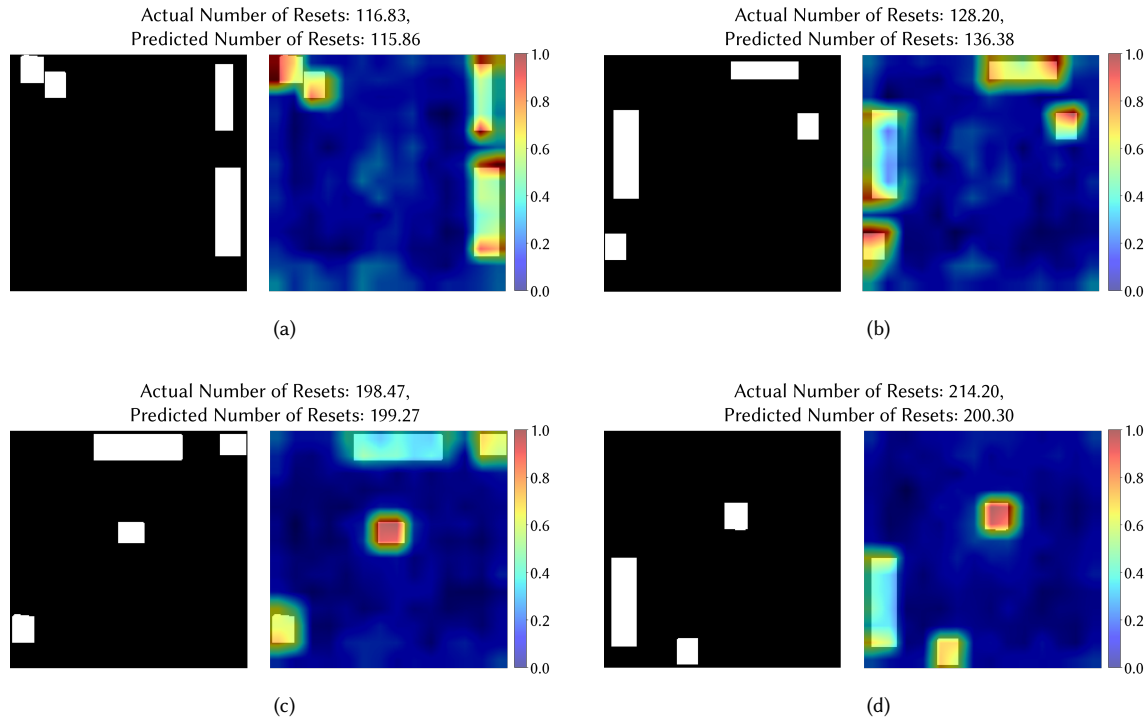 Actual Number of Resets: 116.83,
Predicted Number of Resets: 115.86
1.0
0.8
0.6
0.4
0.2
0.0
(a)
Actual Number of Resets: 128.20,
Predicted Number of Resets: 136.38
1.0
0.8
0.6
0.4
0.2
0.0
(b)
Actual Number of Resets: 198.47,
Predicted Number of Resets: 199.27
1.0
0.8
0.6
0.4
0.2
0.0
(c)
Actual Number of Resets: 214.20,
Predicted Number of Resets: 200.30
1.0
0.8
0.6
0.4
0.2
0.0
(d)